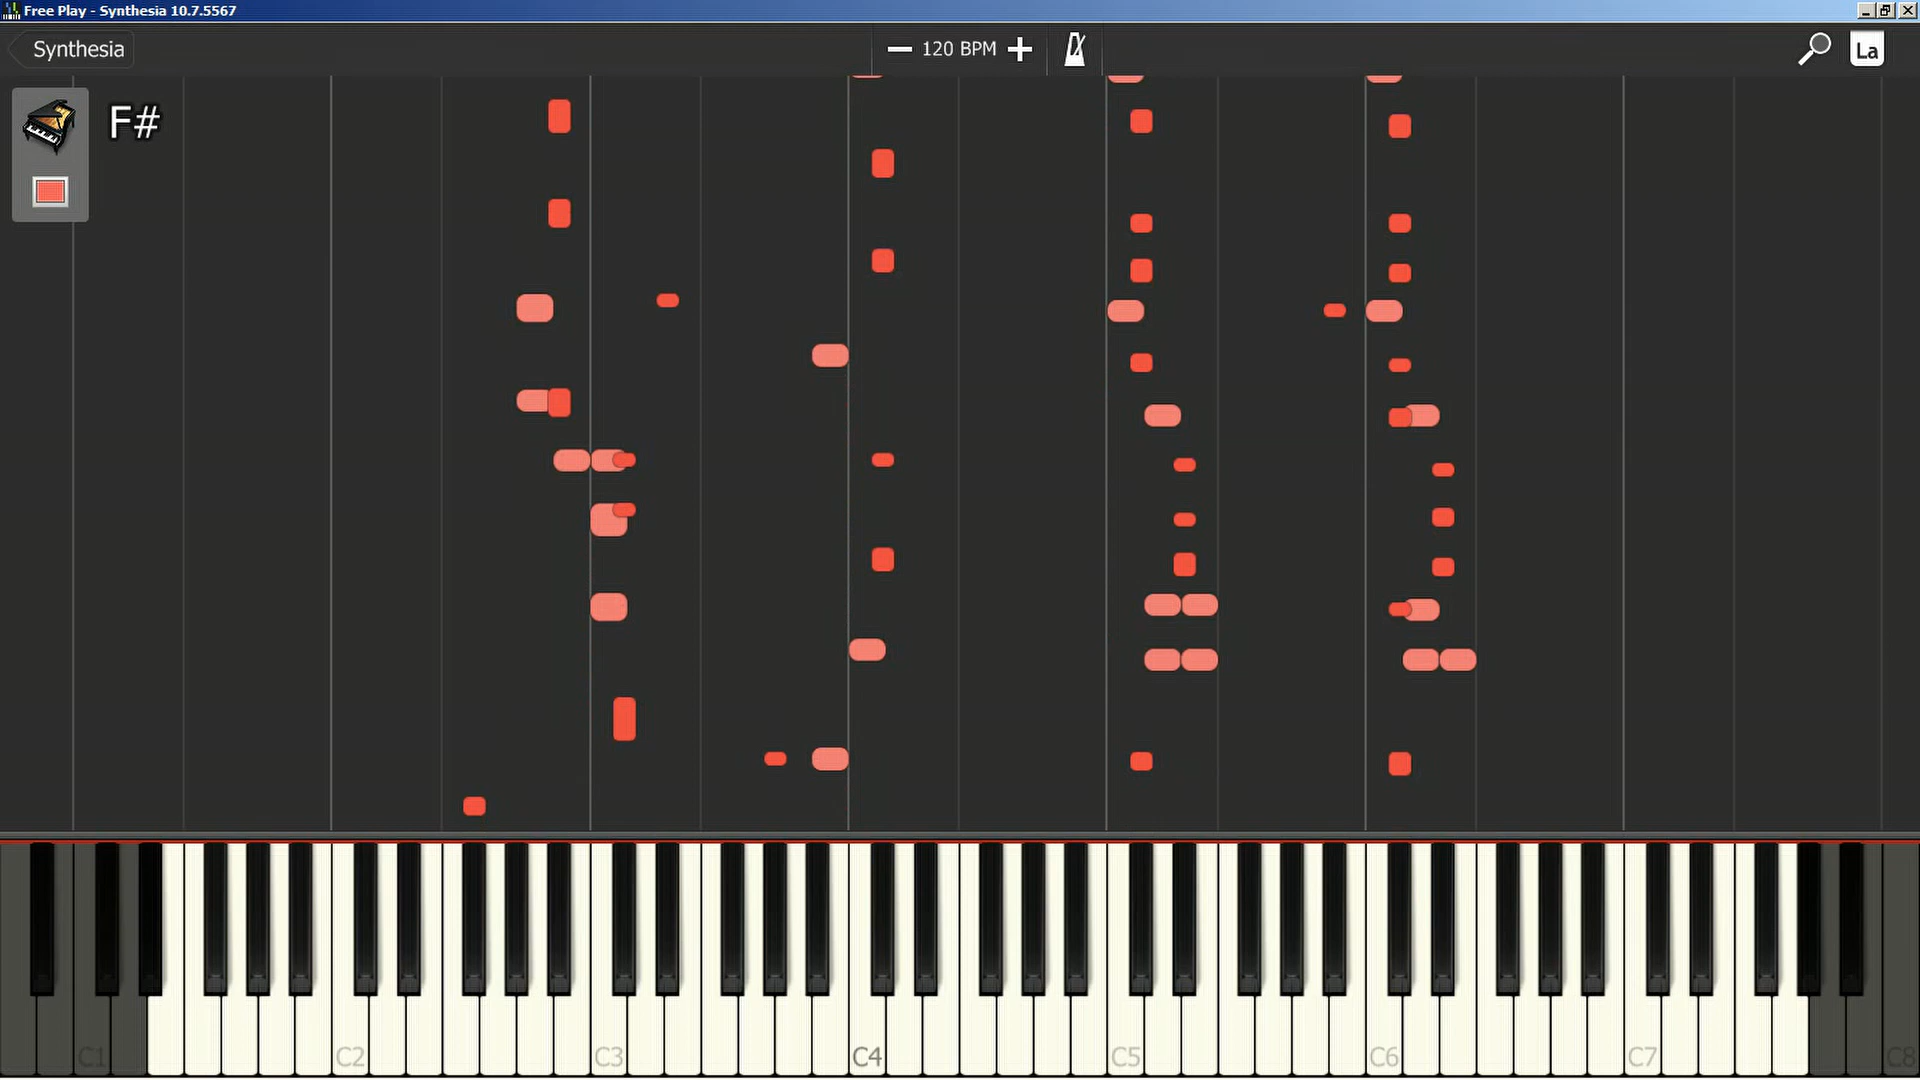 Free Play - Synthesia 10.7.5567
Synthesia
120 BPM
La
F#
C1 C2 C3 C4 C5 C6 C7 C8